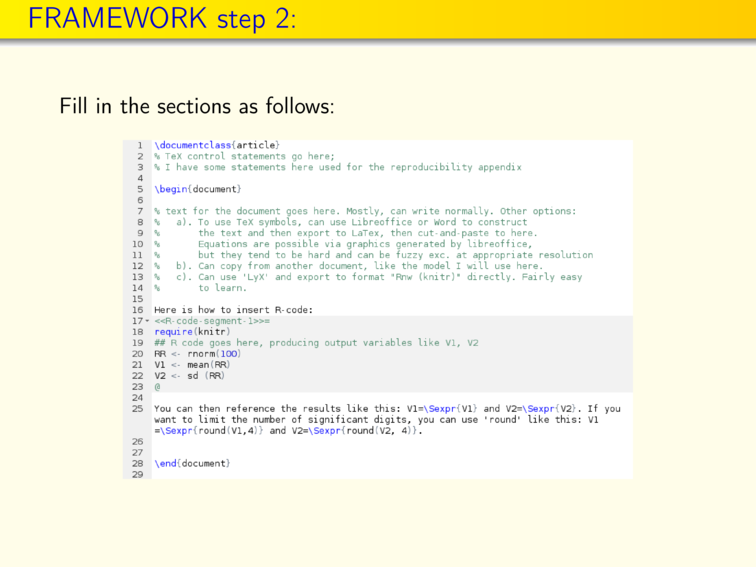 FRAMEWORK step 2:
Fill in the sections as follows:
1 \documentclass{article}
2 % TeX control statements go here;
3 % I have some statements here used for the reproducibility appendix
4
5 \begin{document}
6
7 % text for the document goes here. Mostly, can write normally. Other options:
8 % a). To use TeX symbols, can use Libreoffice or Word to construct
9 % the text and then export to LaTex, then cut-and-paste to here.
10 % Equations are possible via graphics generated by libreoffice,
11 % but they tend to be hard and can be fuzzy exc. at appropriate resolution
12 % b). Can copy from another document, like the model I will use here.
13 % c). Can use 'LyX' and export to format "Rnw (knitr)" directly. Fairly easy
14 % to learn.
15
16 Here is how to insert R-code:
17 <<R-code-segment-1>>=
18 require(knitr)
19 ## R code goes here, producing output variables like V1, V2
20 RR <- rnorm(100)
21 V1 <- mean(RR)
22 V2 <- sd (RR)
23 @
24
25 You can then reference the results like this: V1=\Sexpr{V1} and V2=\Sexpr{V2}. If you
want to limit the number of significant digits, you can use 'round' like this: V1
=\Sexpr{round(V1,4)} and V2=\Sexpr{round(V2, 4)}.
26
27
28 \end{document}
29